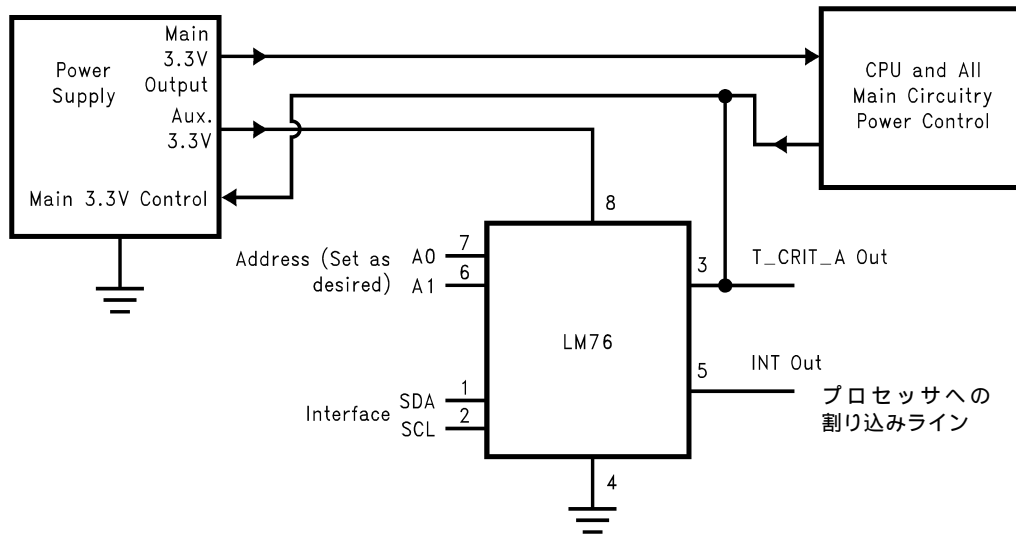 Main
3.3V
Output
Power
Supply
Aux.
3.3V
Main 3.3V Control
CPU and All
Main Circuitry
Power Control
8
Address (Set as
desired)
A0
7
A1
6
3
T_CRIT_A Out
LM76
INT Out
5
プロセッサへの
割り込みライン
Interface
SDA
1
SCL
2
4